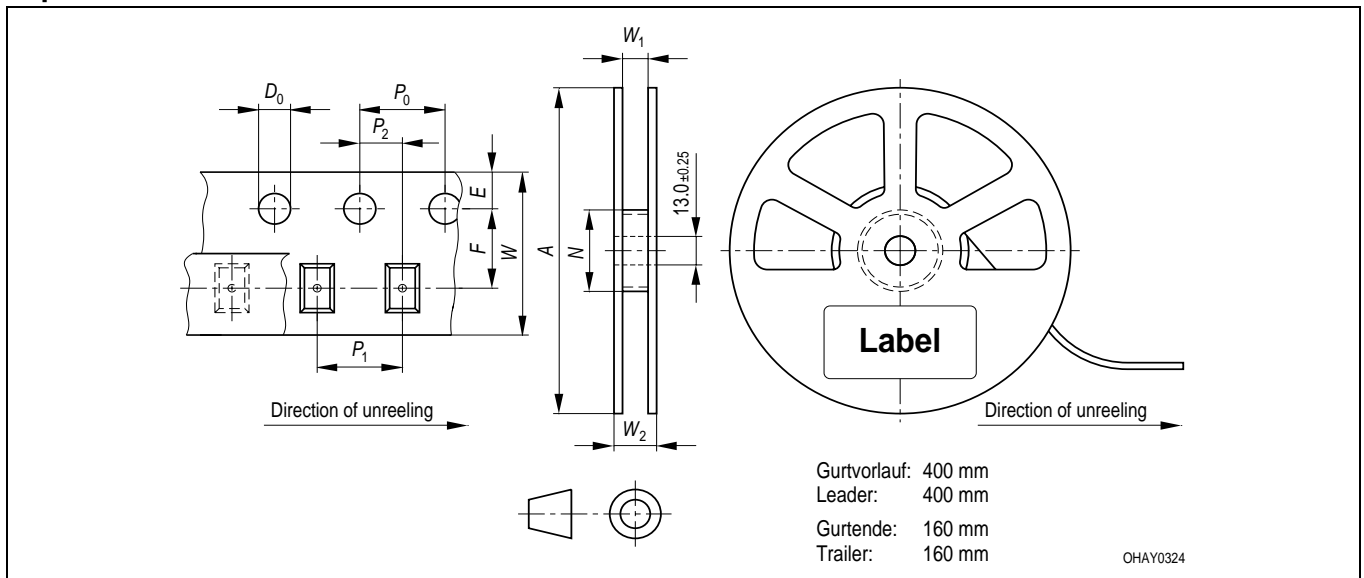 W1
D0
P0
P2
E
F
W
A
N
13.0±0.25
P1
W2
Label
Direction of unreeling
Direction of unreeling
Gurtvorlauf: 400 mm
Leader: 400 mm
Gurtende: 160 mm
Trailer: 160 mm
OHAY0324